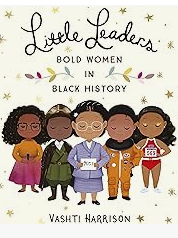 Little Leaders
BOLD WOMEN
IN
BLACK HISTORY
VASHTI HARRISON